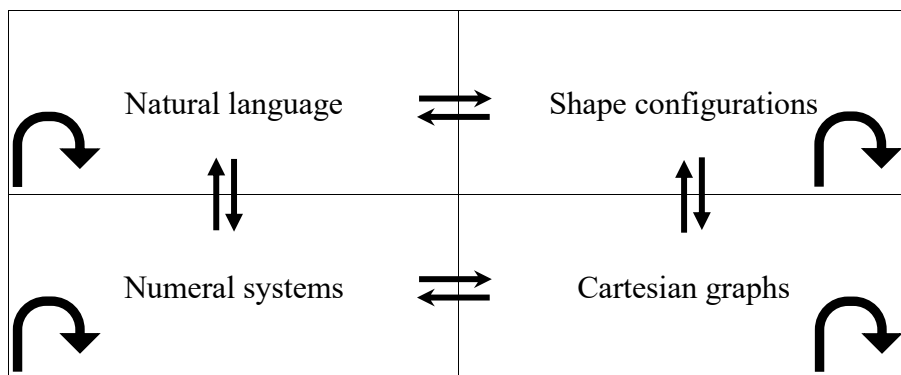 Natural language
Shape configurations
Numeral systems
Cartesian graphs